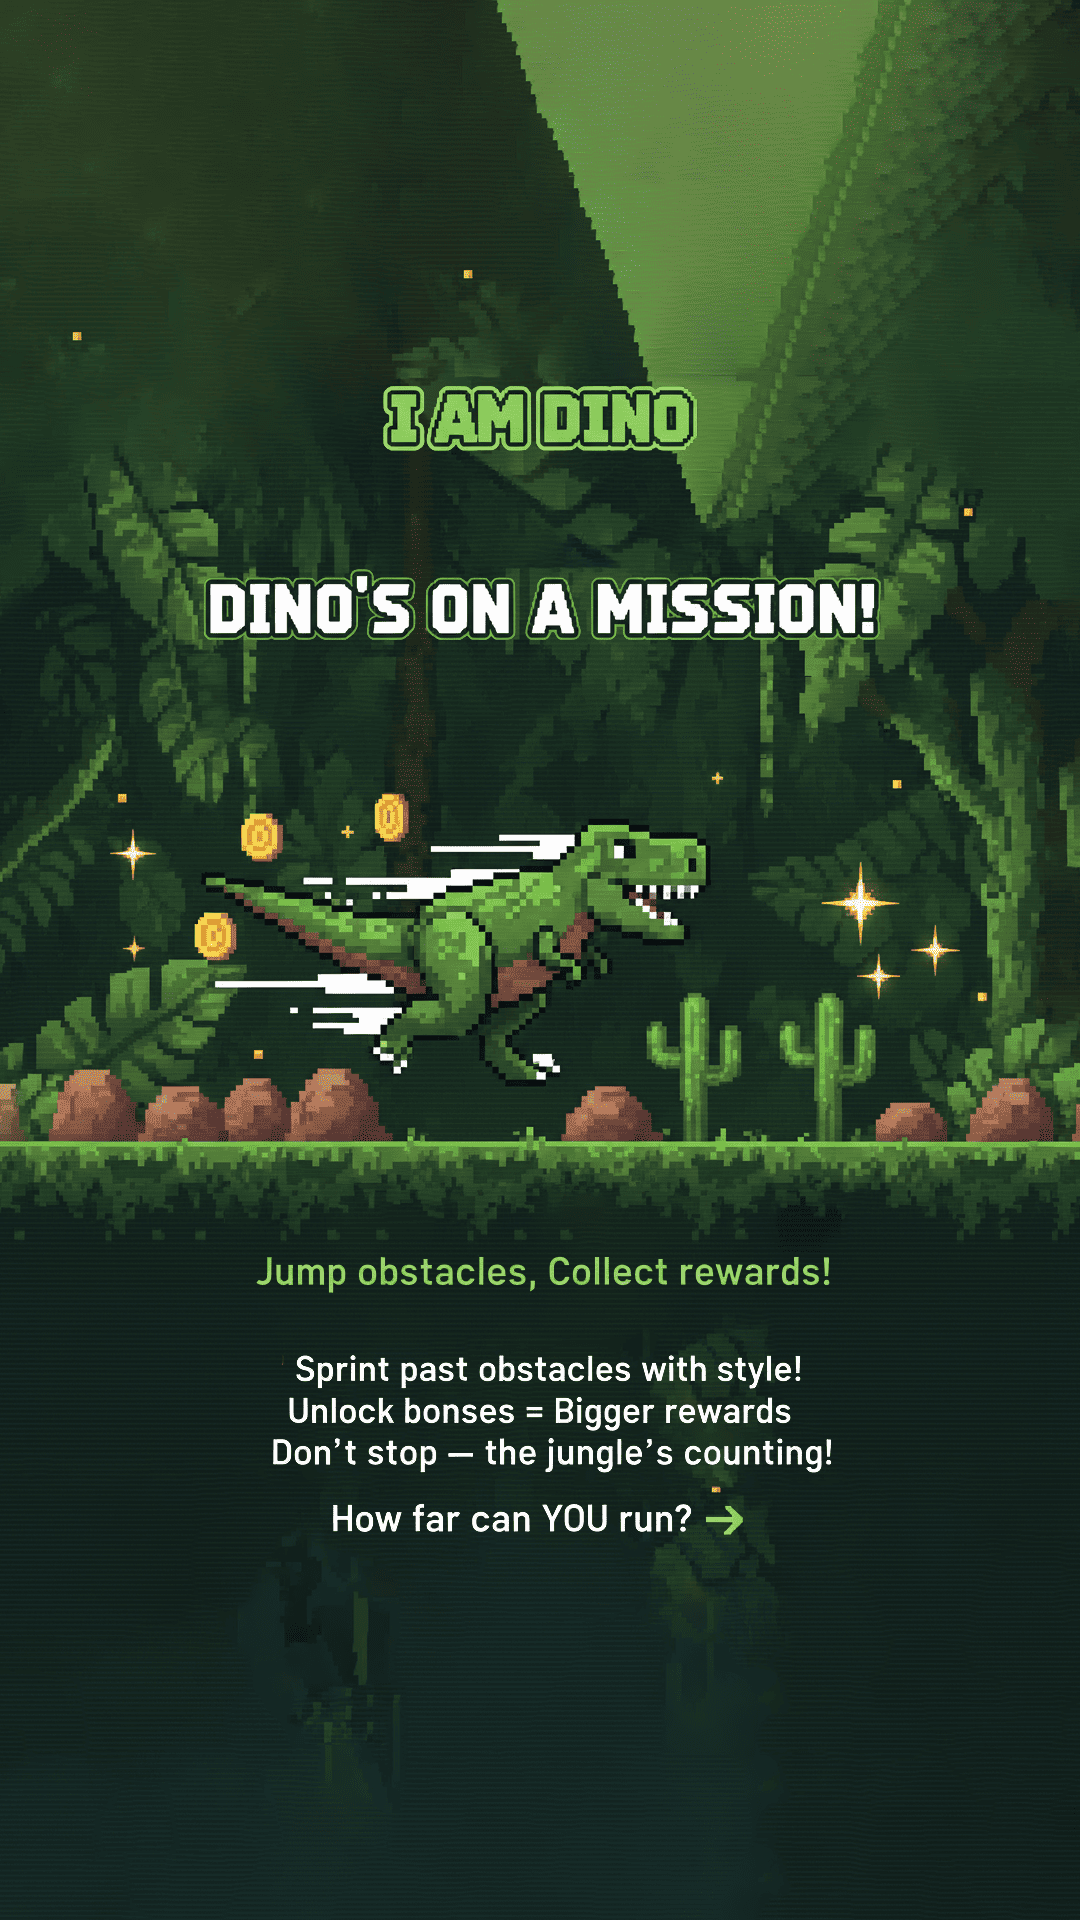 I AM DINO
DINO'S ON A MISSION!
Jump obstacles, Collect rewards!
Sprint past obstacles with style!
Unlock bonses = Bigger rewards
Don’t stop — the jungle’s counting!
How far can YOU run? →